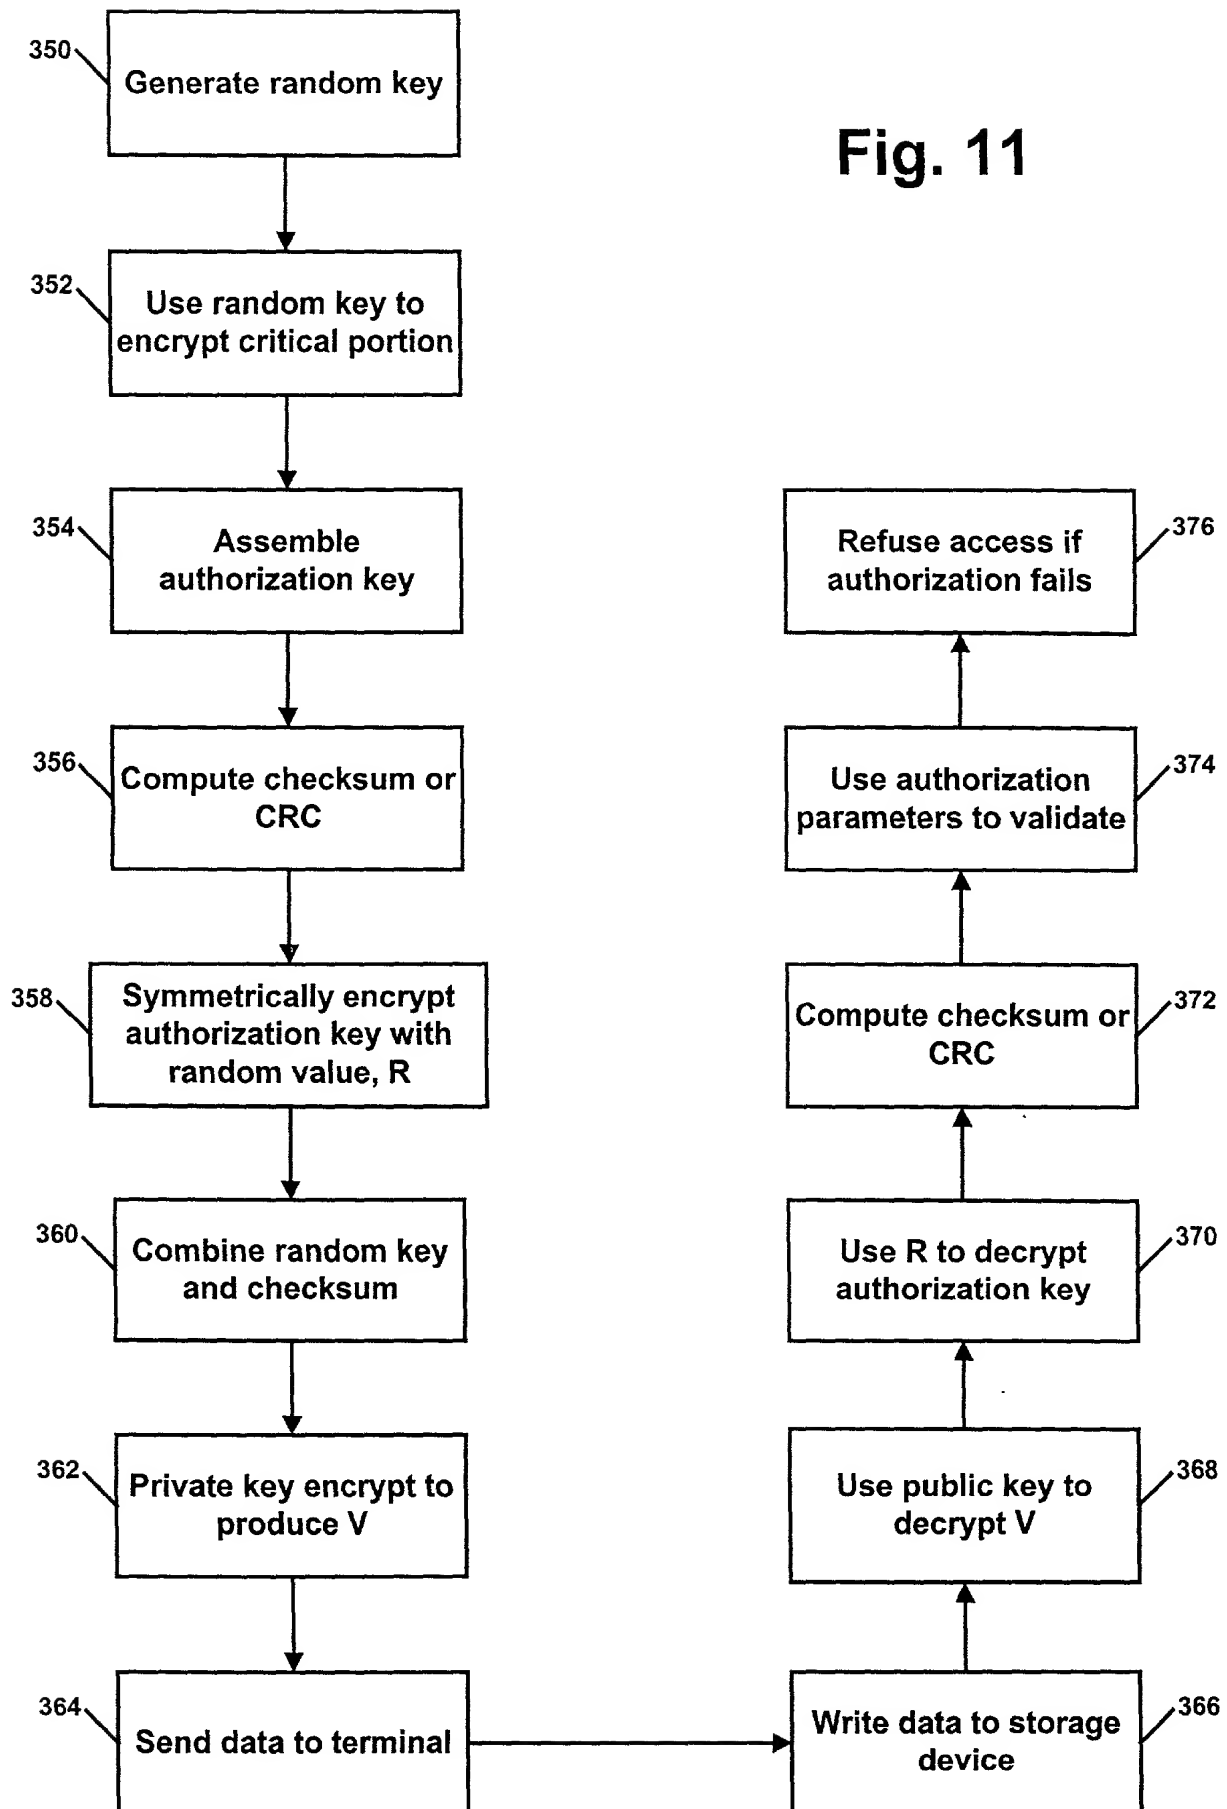 350
Generate random key
Fig. 11
352
Use random key to
encrypt critical portion
354
Assemble
authorization key
356
Compute checksum or
CRC
358
Symmetrically encrypt
authorization key with
random value, R
360
Combine random key
and checksum
362
Private key encrypt to
produce V
364
Send data to terminal
Write data to storage
device
366
Use public key to
decrypt V
368
Use R to decrypt
authorization key
370
Compute checksum or
CRC
372
Use authorization
parameters to validate
374
Refuse access if
authorization fails
376